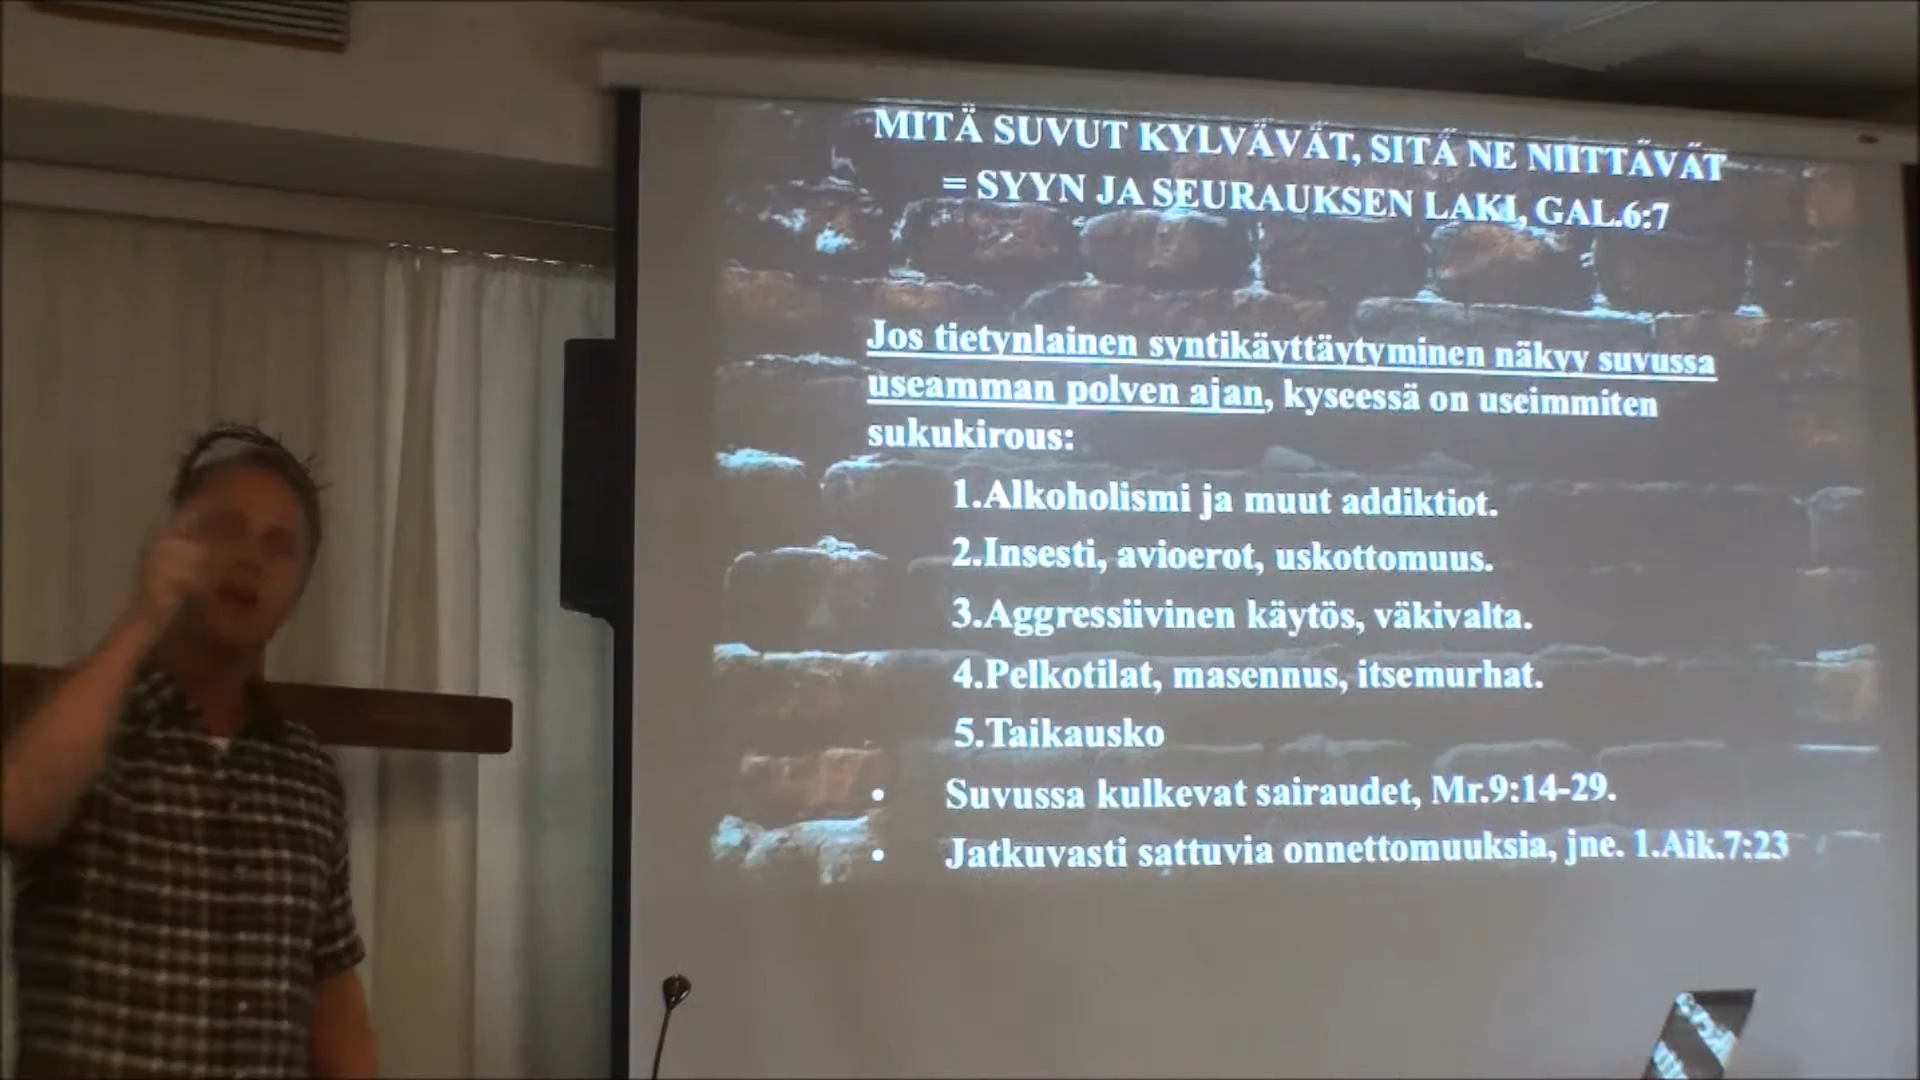 MITÄ SUVUT KYLVÄVÄT, SITÄ NE NIITTÄVÄT
= SYYN JA SEURAUKSEN LAKI, GAL.6:7
Jos tietynlainen syntikäyttäytyminen näkyy suvussa
useamman polven ajan, kyseessä on useimmiten
sukukirous:
1.Alkoholismi ja muut addiktiot.
2.Insesti, avioerot, uskottomuus.
3.Aggressiivinen käytös, väkivalta.
4.Pelkotilat, masennus, itsemurhat.
5.Taikausko
• Suvussa kulkevat sairaudet, Mr.9:14-29.
• Jatkuvasti sattuvia onnettomuuksia, jne. 1.Aik.7:23